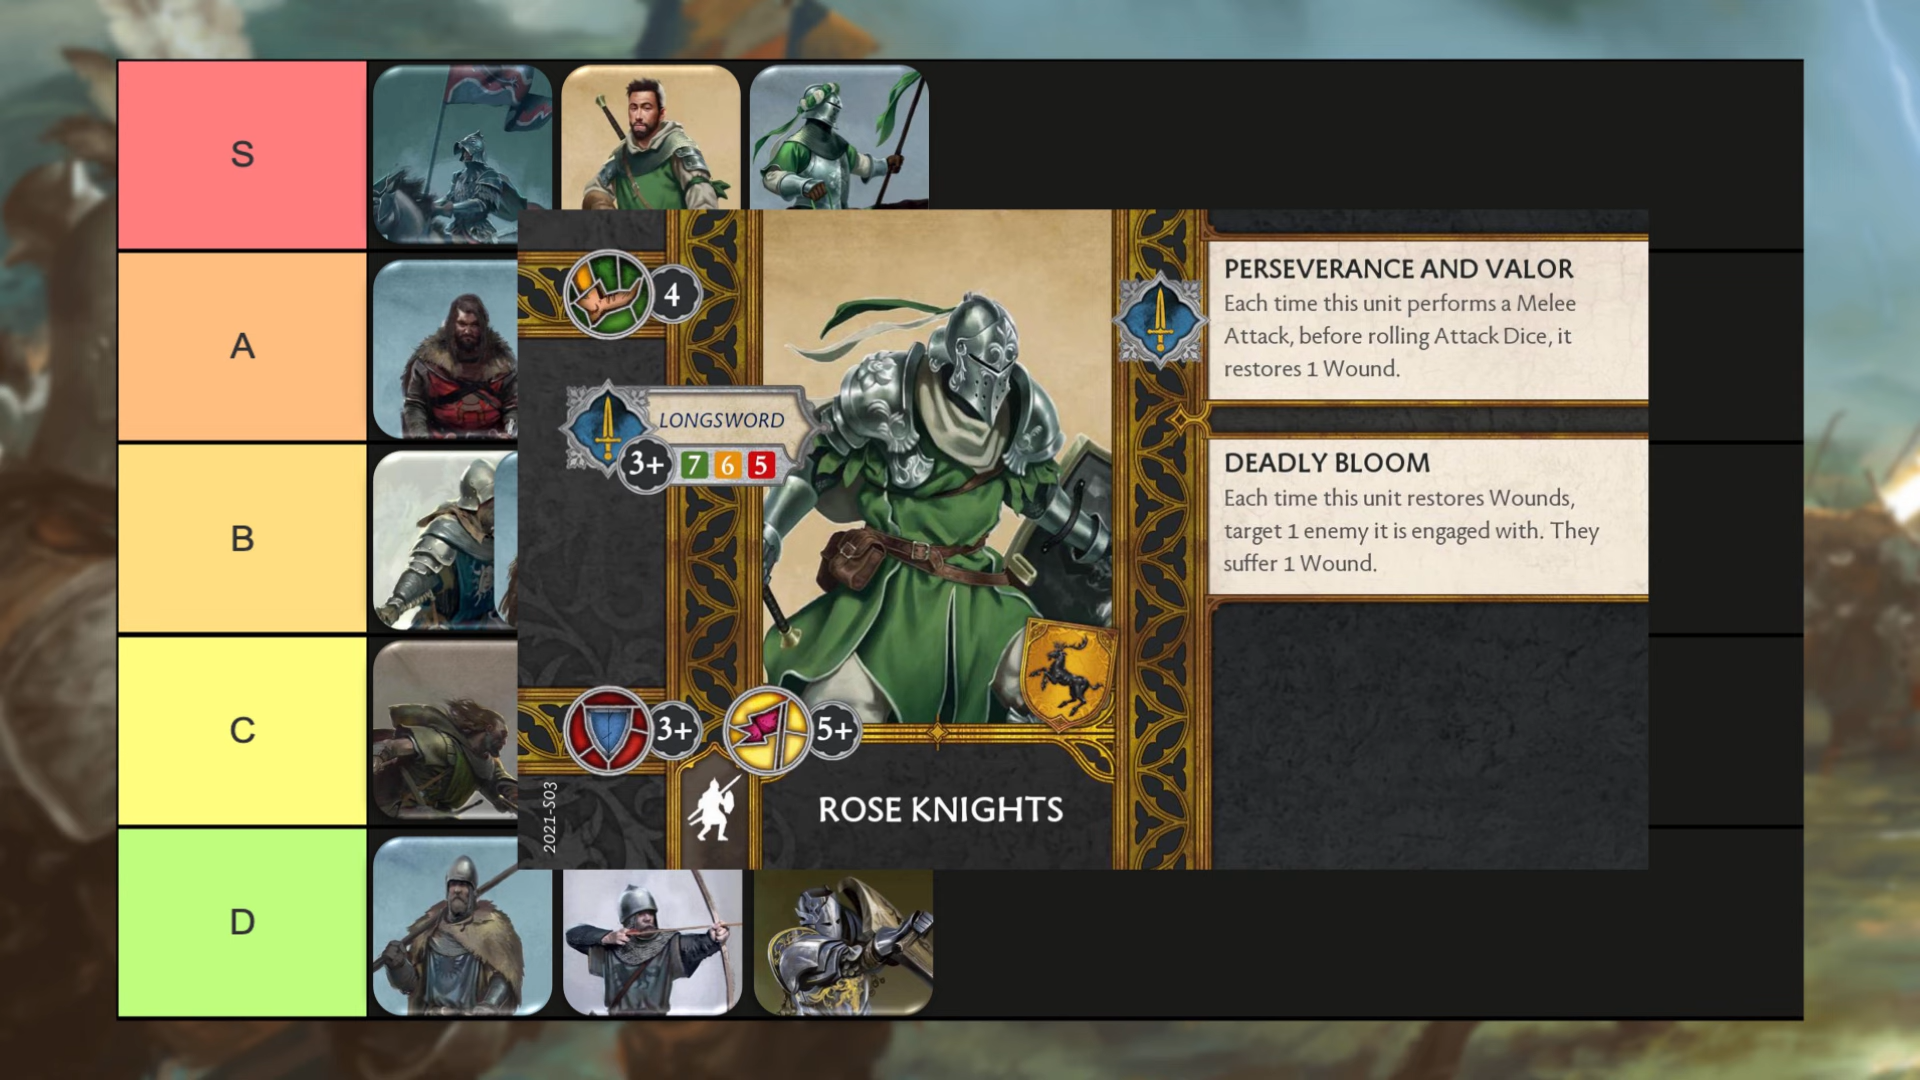 S
A
B
C
D
4
LONGSWORD
3+ 7 6 5
3+
5+
2021-S03
ROSE KNIGHTS
PERSEVERANCE AND VALOR
Each time this unit performs a Melee
Attack, before rolling Attack Dice, it
restores 1 Wound.
DEADLY BLOOM
Each time this unit restores Wounds,
target 1 enemy it is engaged with. They
suffer 1 Wound.